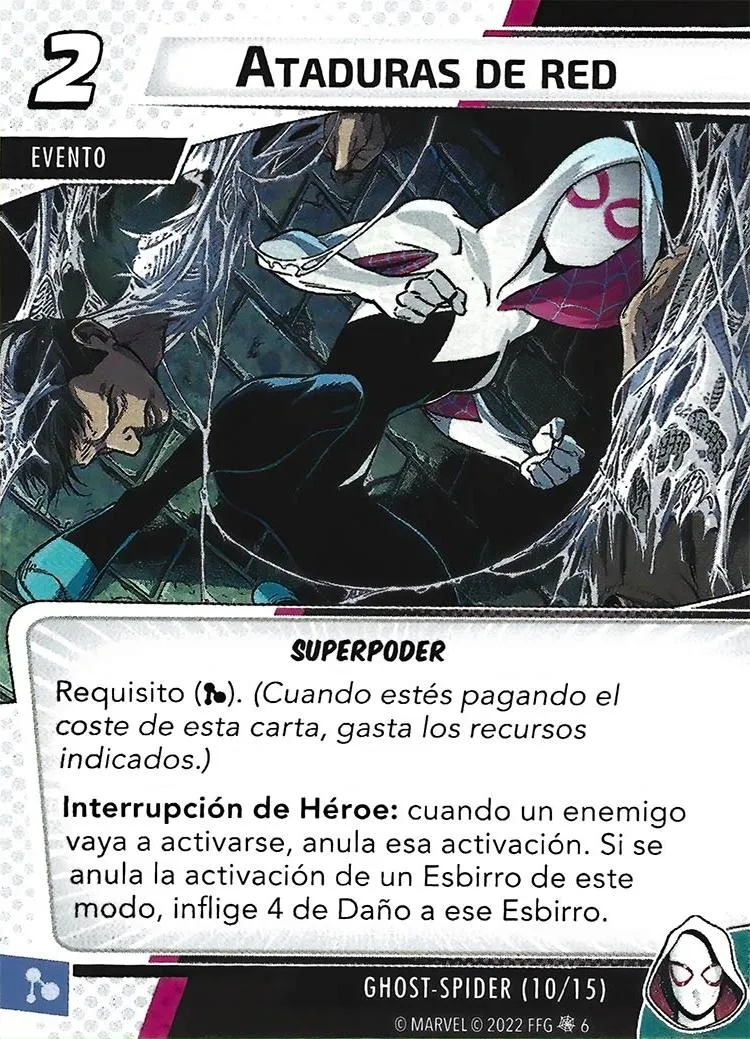 2
ATADURAS DE RED
EVENTO
SUPERPODER
Requisito (). (Cuando estés pagando el
coste de esta carta, gasta los recursos
indicados.)
Interrupción de Héroe: cuando un enemigo
vaya a activarse, anula esa activación. Si se
anula la activación de un Esbirro de este
modo, inflige 4 de Daño a ese Esbirro.
GHOST-SPIDER (10/15)
© MARVEL © 2022 FFG 6